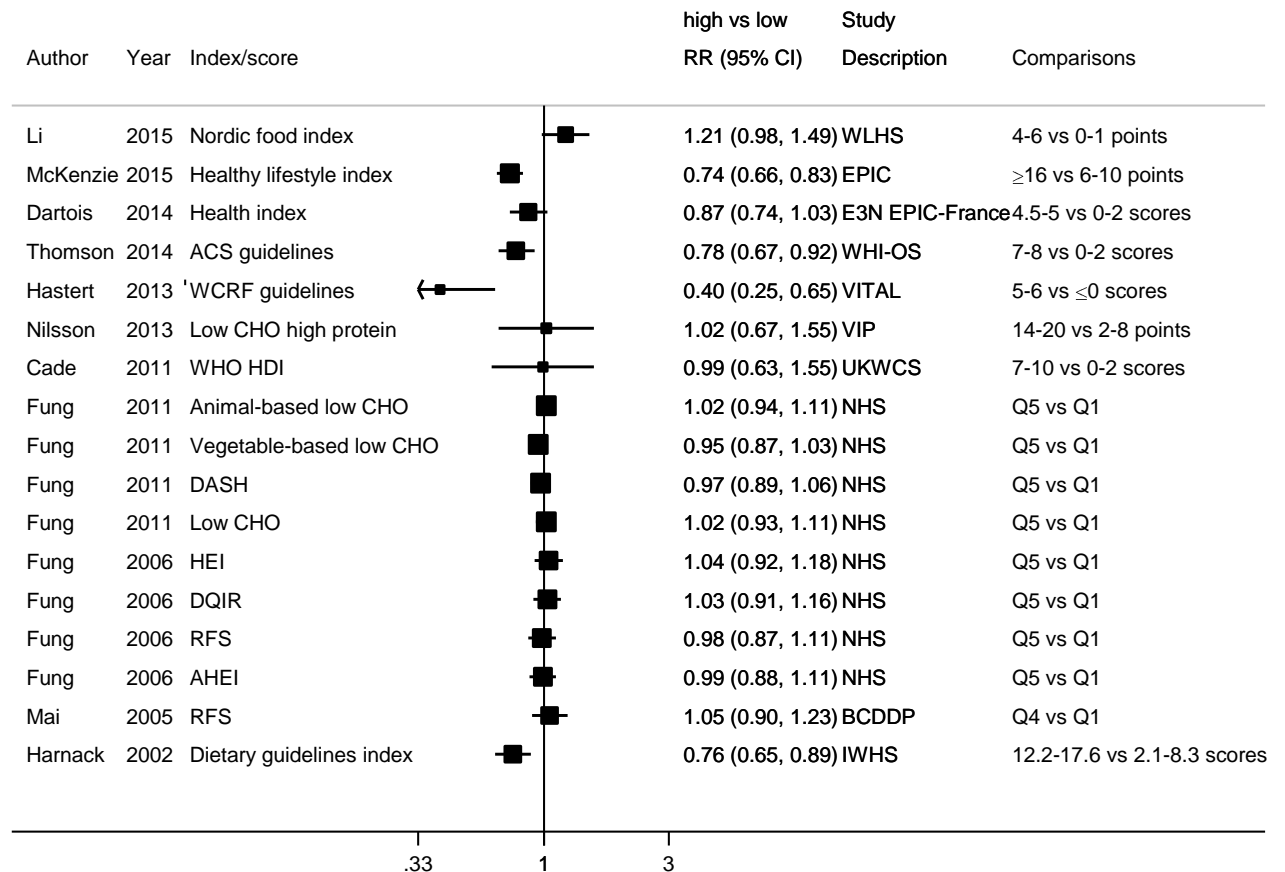 high vs low Study
Author Year Index/score RR (95% CI) Description Comparisons
Li 2015 Nordic food index 1.21 (0.98, 1.49) WLHS 4-6 vs 0-1 points
McKenzie 2015 Healthy lifestyle index 0.74 (0.66, 0.83) EPIC ≥16 vs 6-10 points
Dartois 2014 Health index 0.87 (0.74, 1.03) E3N EPIC-France 4.5-5 vs 0-2 scores
Thomson 2014 ACS guidelines 0.78 (0.67, 0.92) WHI-OS 7-8 vs 0-2 scores
Hastert 2013 'WCRF guidelines 0.40 (0.25, 0.65) VITAL 5-6 vs ≤0 scores
Nilsson 2013 Low CHO high protein 1.02 (0.67, 1.55) VIP 14-20 vs 2-8 points
Cade 2011 WHO HDI 0.99 (0.63, 1.55) UKWCS 7-10 vs 0-2 scores
Fung 2011 Animal-based low CHO 1.02 (0.94, 1.11) NHS Q5 vs Q1
Fung 2011 Vegetable-based low CHO 0.95 (0.87, 1.03) NHS Q5 vs Q1
Fung 2011 DASH 0.97 (0.89, 1.06) NHS Q5 vs Q1
Fung 2011 Low CHO 1.02 (0.93, 1.11) NHS Q5 vs Q1
Fung 2006 HEI 1.04 (0.92, 1.18) NHS Q5 vs Q1
Fung 2006 DQIR 1.03 (0.91, 1.16) NHS Q5 vs Q1
Fung 2006 RFS 0.98 (0.87, 1.11) NHS Q5 vs Q1
Fung 2006 AHEI 0.99 (0.88, 1.11) NHS Q5 vs Q1
Mai 2005 RFS 1.05 (0.90, 1.23) BCDDP Q4 vs Q1
Harnack 2002 Dietary guidelines index 0.76 (0.65, 0.89) IWHS 12.2-17.6 vs 2.1-8.3 scores
.33 1 3